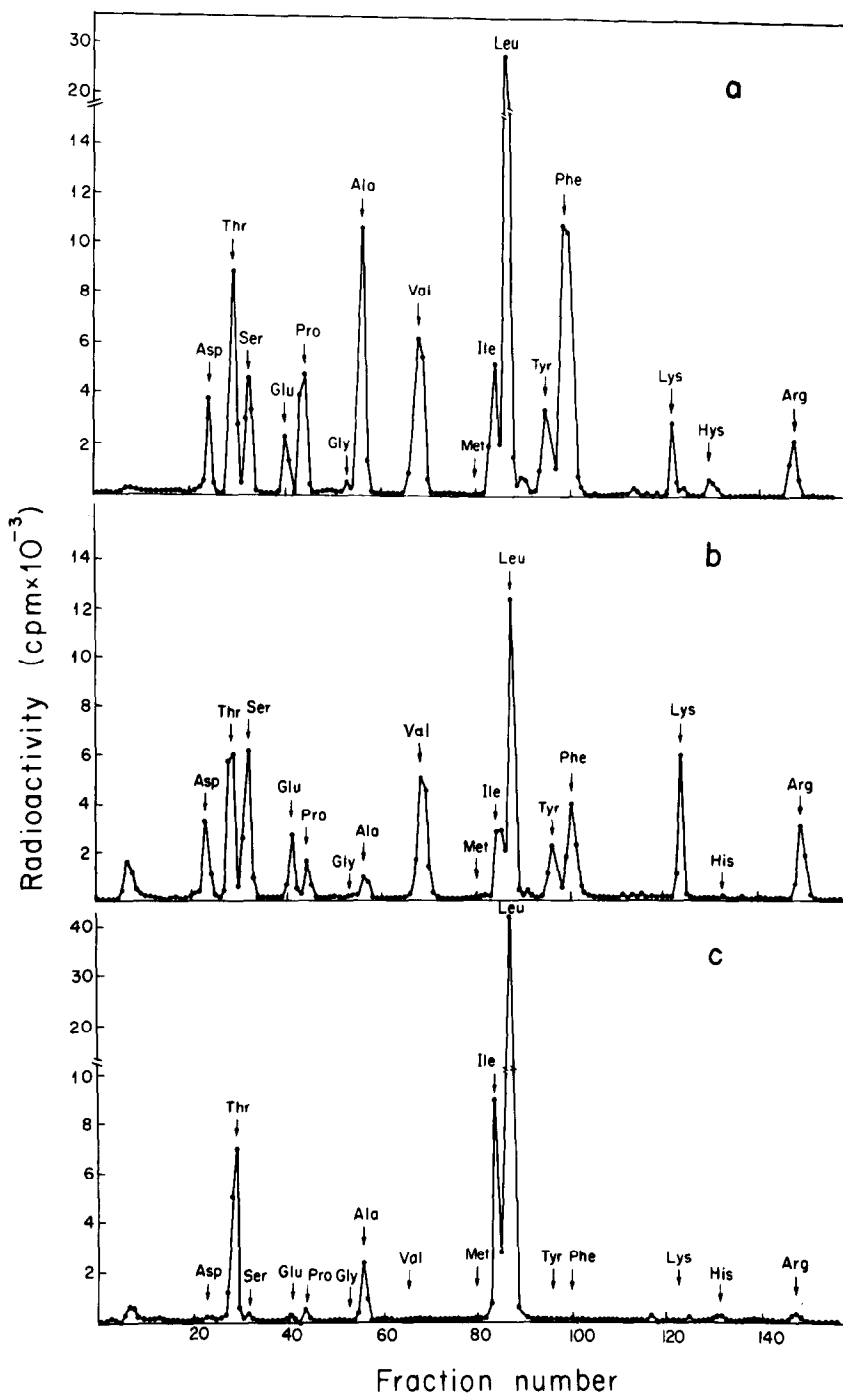 30
20
14
12
10
8
6
4
2
a
Asp
Thr
Ser
Glu
Pro
Gly
Ala
Val
Met
Ile
Leu
Tyr
Phe
Lys
Hys
Arg
14
12
10
8
6
4
2
b
Asp
Thr
Ser
Glu
Pro
Gly
Ala
Val
Met
Ile
Leu
Tyr
Phe
Lys
His
Arg
40
30
20
10
8
6
4
2
c
Asp
Thr
Ser
Glu
Pro
Gly
Ala
Val
Met
Ile
Leu
Tyr
Phe
Lys
His
Arg
20
40
60
80
100
120
140
Radioactivity (cpm×10⁻³)
Fraction number